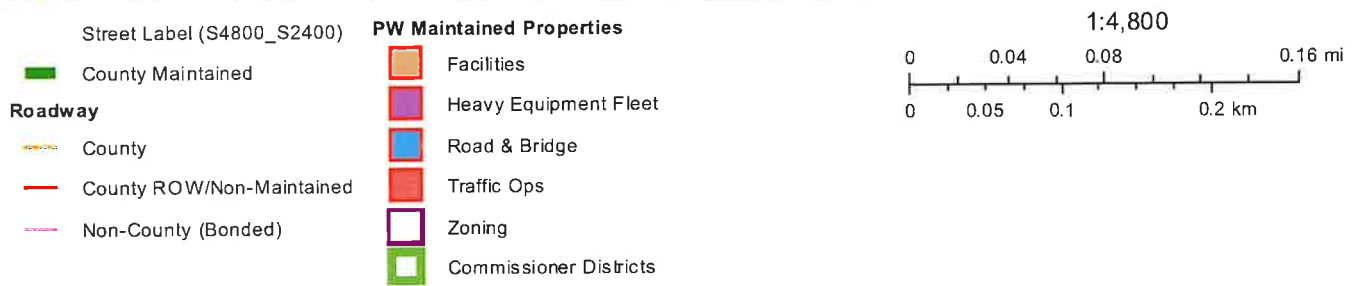 Street Label (S4800_S2400)
County Maintained
Roadway
County
County ROW/Non-Maintained
Non-County (Bonded)
PW Maintained Properties
Facilities
Heavy Equipment Fleet
Road & Bridge
Traffic Ops
Zoning
Commissioner Districts
1:4,800
0 0.04 0.08 0.16 mi
0 0.05 0.1 0.2 km